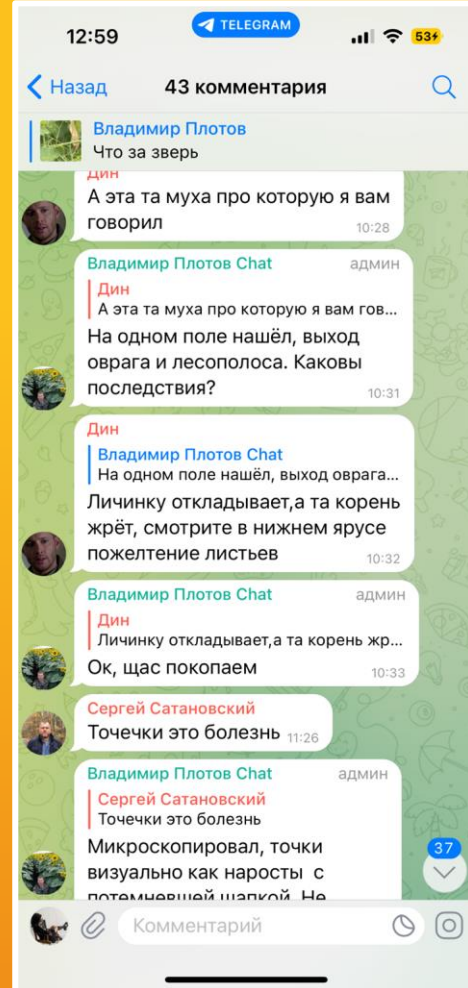 12:59
TELEGRAM
53
Назад
43 комментария
Владимир Плотов
Что за зверь
Дин
А эта та муха про которую я вам
говорил
10:28
Владимир Плотов Chat
админ
Дин
А эта та муха про которую я вам гов...
На одном поле нашёл, выход
оврага и лесополоса. Каковы
последствия?
10:31
Дин
Владимир Плотов Chat
На одном поле нашёл, выход оврага...
Личинку откладывает,а та корень
жрёт, смотрите в нижнем ярусе
пожелтение листьев
10:32
Владимир Плотов Chat
админ
Дин
Личинку откладывает,а та корень жр...
Ок, щас покопаем
10:33
Сергей Сатановский
Точечки это болезнь
11:26
Владимир Плотов Chat
админ
Сергей Сатановский
Точечки это болезнь
Микроскопировал, точки
визуально как наросты с
потемневшей шапкой. Не
37
Комментарий